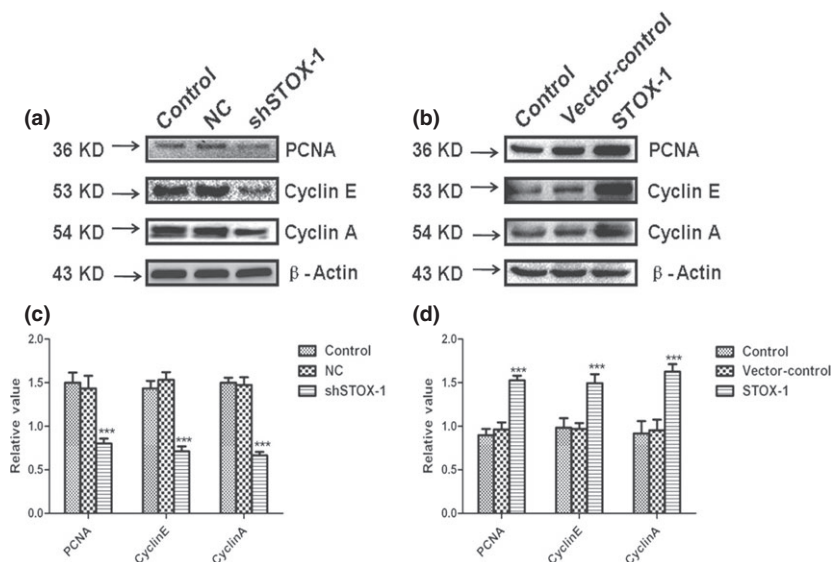 (a)
Control
NC
shSTOX-1
36 KD
PCNA
53 KD
Cyclin E
54 KD
Cyclin A
43 KD
β-Actin
(b)
Control
Vector-control
STOX-1
36 KD
PCNA
53 KD
Cyclin E
54 KD
Cyclin A
43 KD
β-Actin
(c)
Relative value
2.0
1.5
1.0
0.5
0.0
***
***
***
PCNA
CyclinE
CyclinA
Control
NC
shSTOX-1
(d)
Relative value
2.0
1.5
1.0
0.5
0.0
***
***
***
PCNA
CyclinE
CyclinA
Control
Vector-control
STOX-1